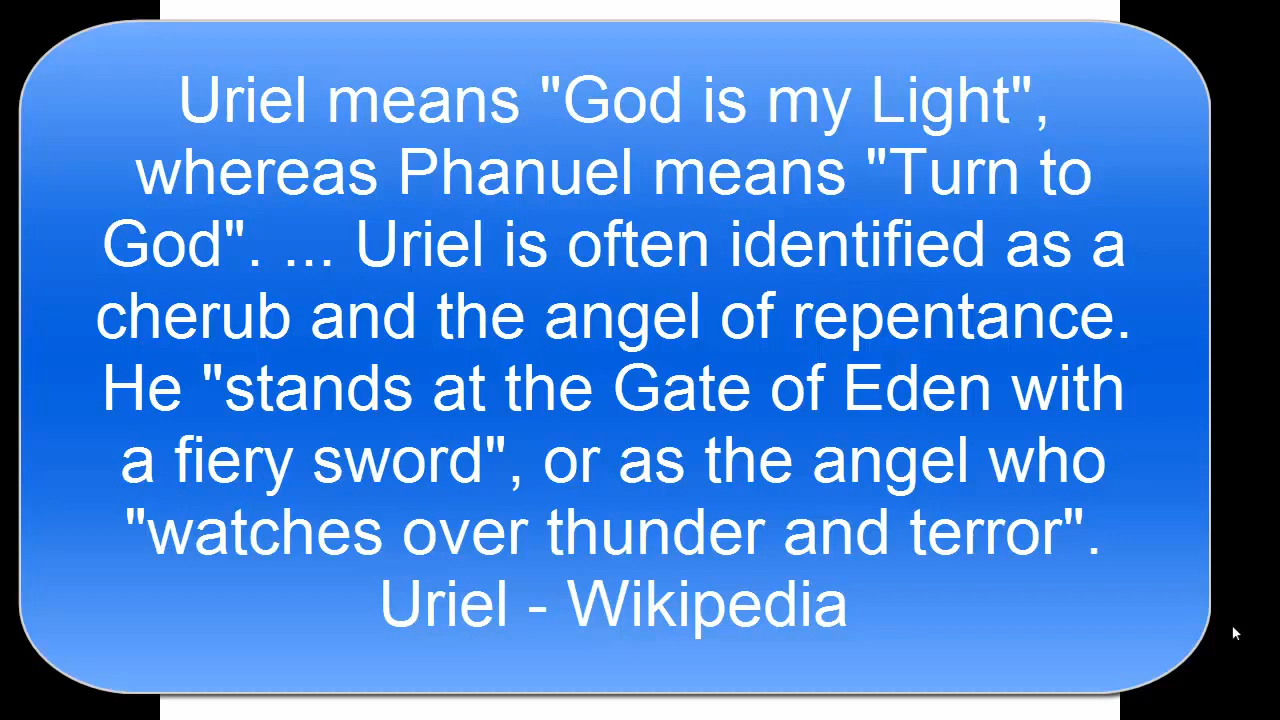 Uriel means "God is my Light",
whereas Phanuel means "Turn to
God". ... Uriel is often identified as a
cherub and the angel of repentance.
He "stands at the Gate of Eden with
a fiery sword", or as the angel who
"watches over thunder and terror".
Uriel - Wikipedia